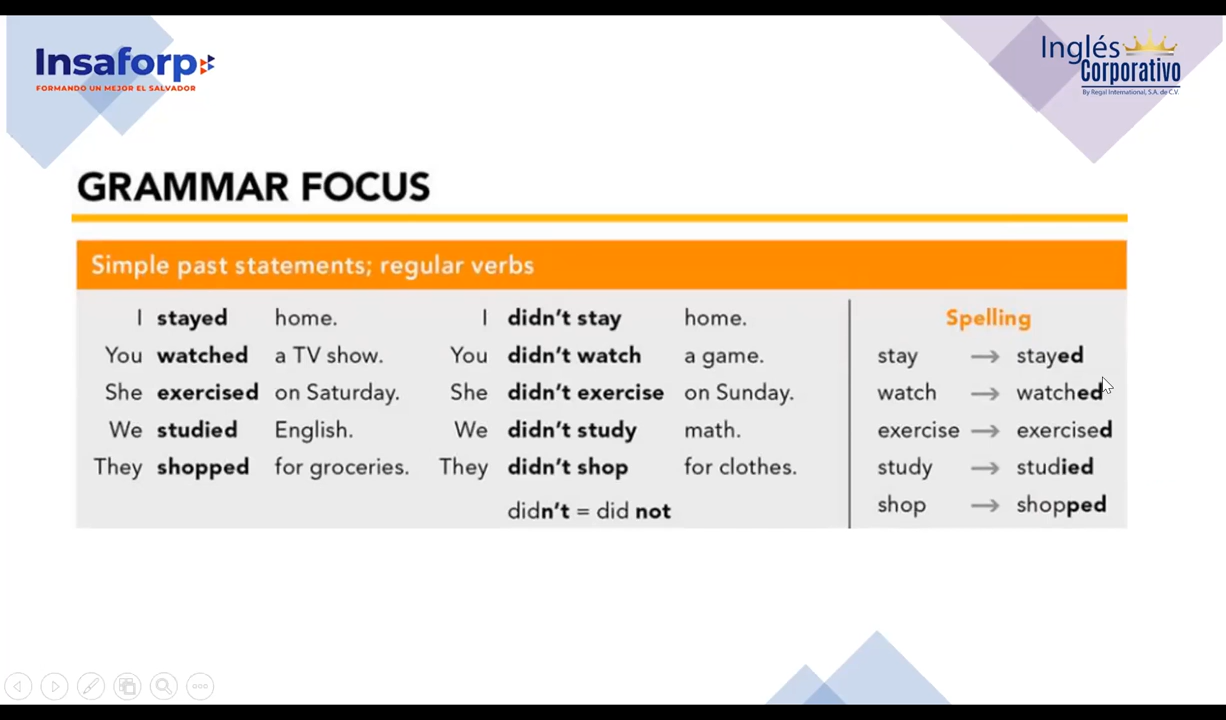 Insaforp
FORMANDO UN MEJOR EL SALVADOR
Inglés
Corporativo
By Regal International, S.A. de C.V.
GRAMMAR FOCUS
Simple past statements; regular verbs
I stayed home. I didn't stay home. Spelling
You watched a TV show. You didn't watch a game. stay → stayed
She exercised on Saturday. She didn't exercise on Sunday. watch → watched
We studied English. We didn't study math. exercise → exercised
They shopped for groceries. They didn't shop for clothes. study → studied
didn't = did not shop → shopped